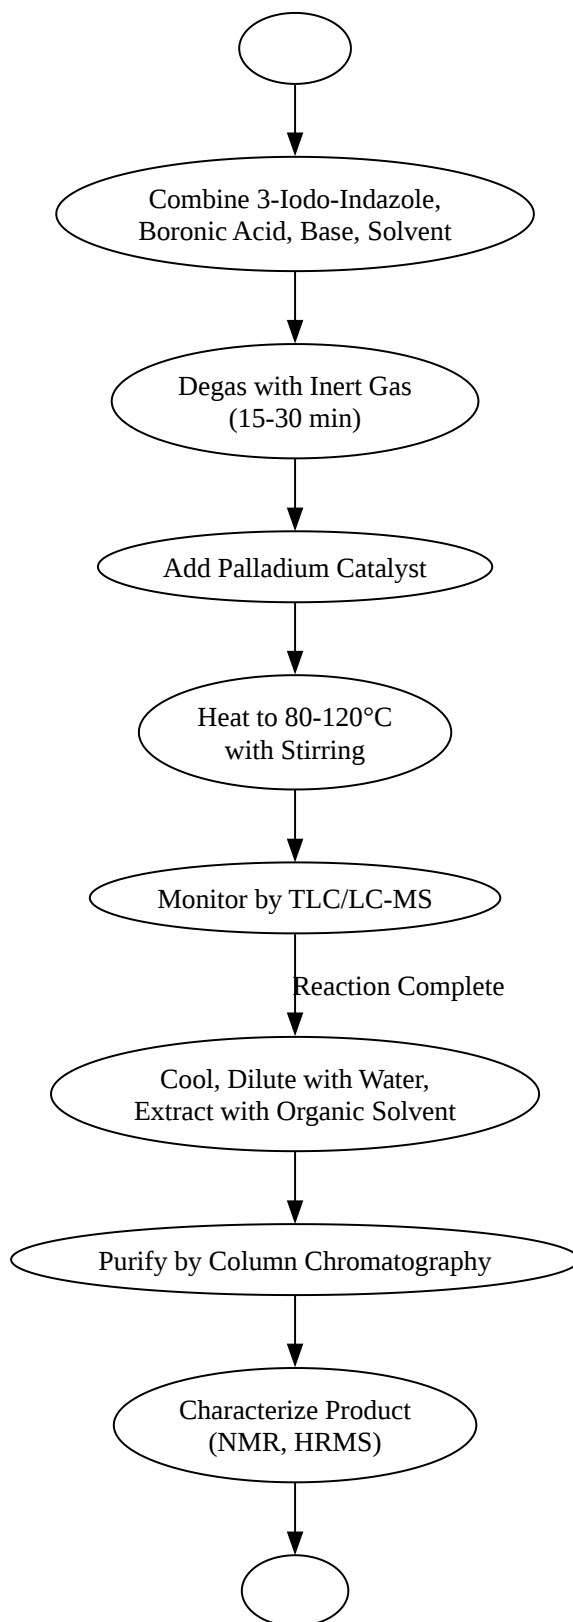 Combine 3-Iodo-Indazole,
Boronic Acid, Base, Solvent
Degas with Inert Gas
(15-30 min)
Add Palladium Catalyst
Heat to 80-120°C
with Stirring
Monitor by TLC/LC-MS
Reaction Complete
Cool, Dilute with Water,
Extract with Organic Solvent
Purify by Column Chromatography
Characterize Product
(NMR, HRMS)